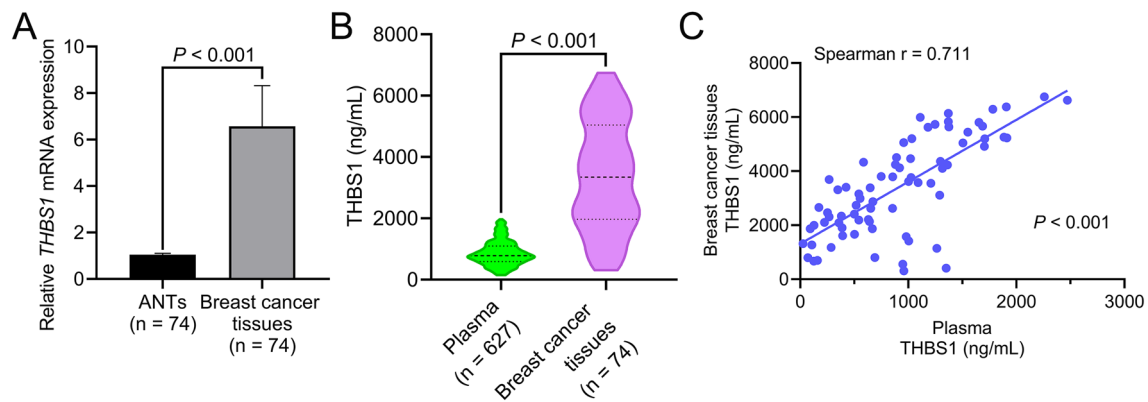 A
Relative THBS1 mRNA expression
10
8
6
4
2
0
P < 0.001
ANTs
(n = 74)
Breast cancer
tissues
(n = 74)
B
THBS1 (ng/mL)
8000
6000
4000
2000
0
P < 0.001
Plasma
(n = 627)
Breast cancer
tissues
(n = 74)
C
Spearman r = 0.711
Breast cancer tissues
THBS1 (ng/mL)
8000
6000
4000
2000
0
P < 0.001
0
1000
2000
3000
Plasma
THBS1 (ng/mL)